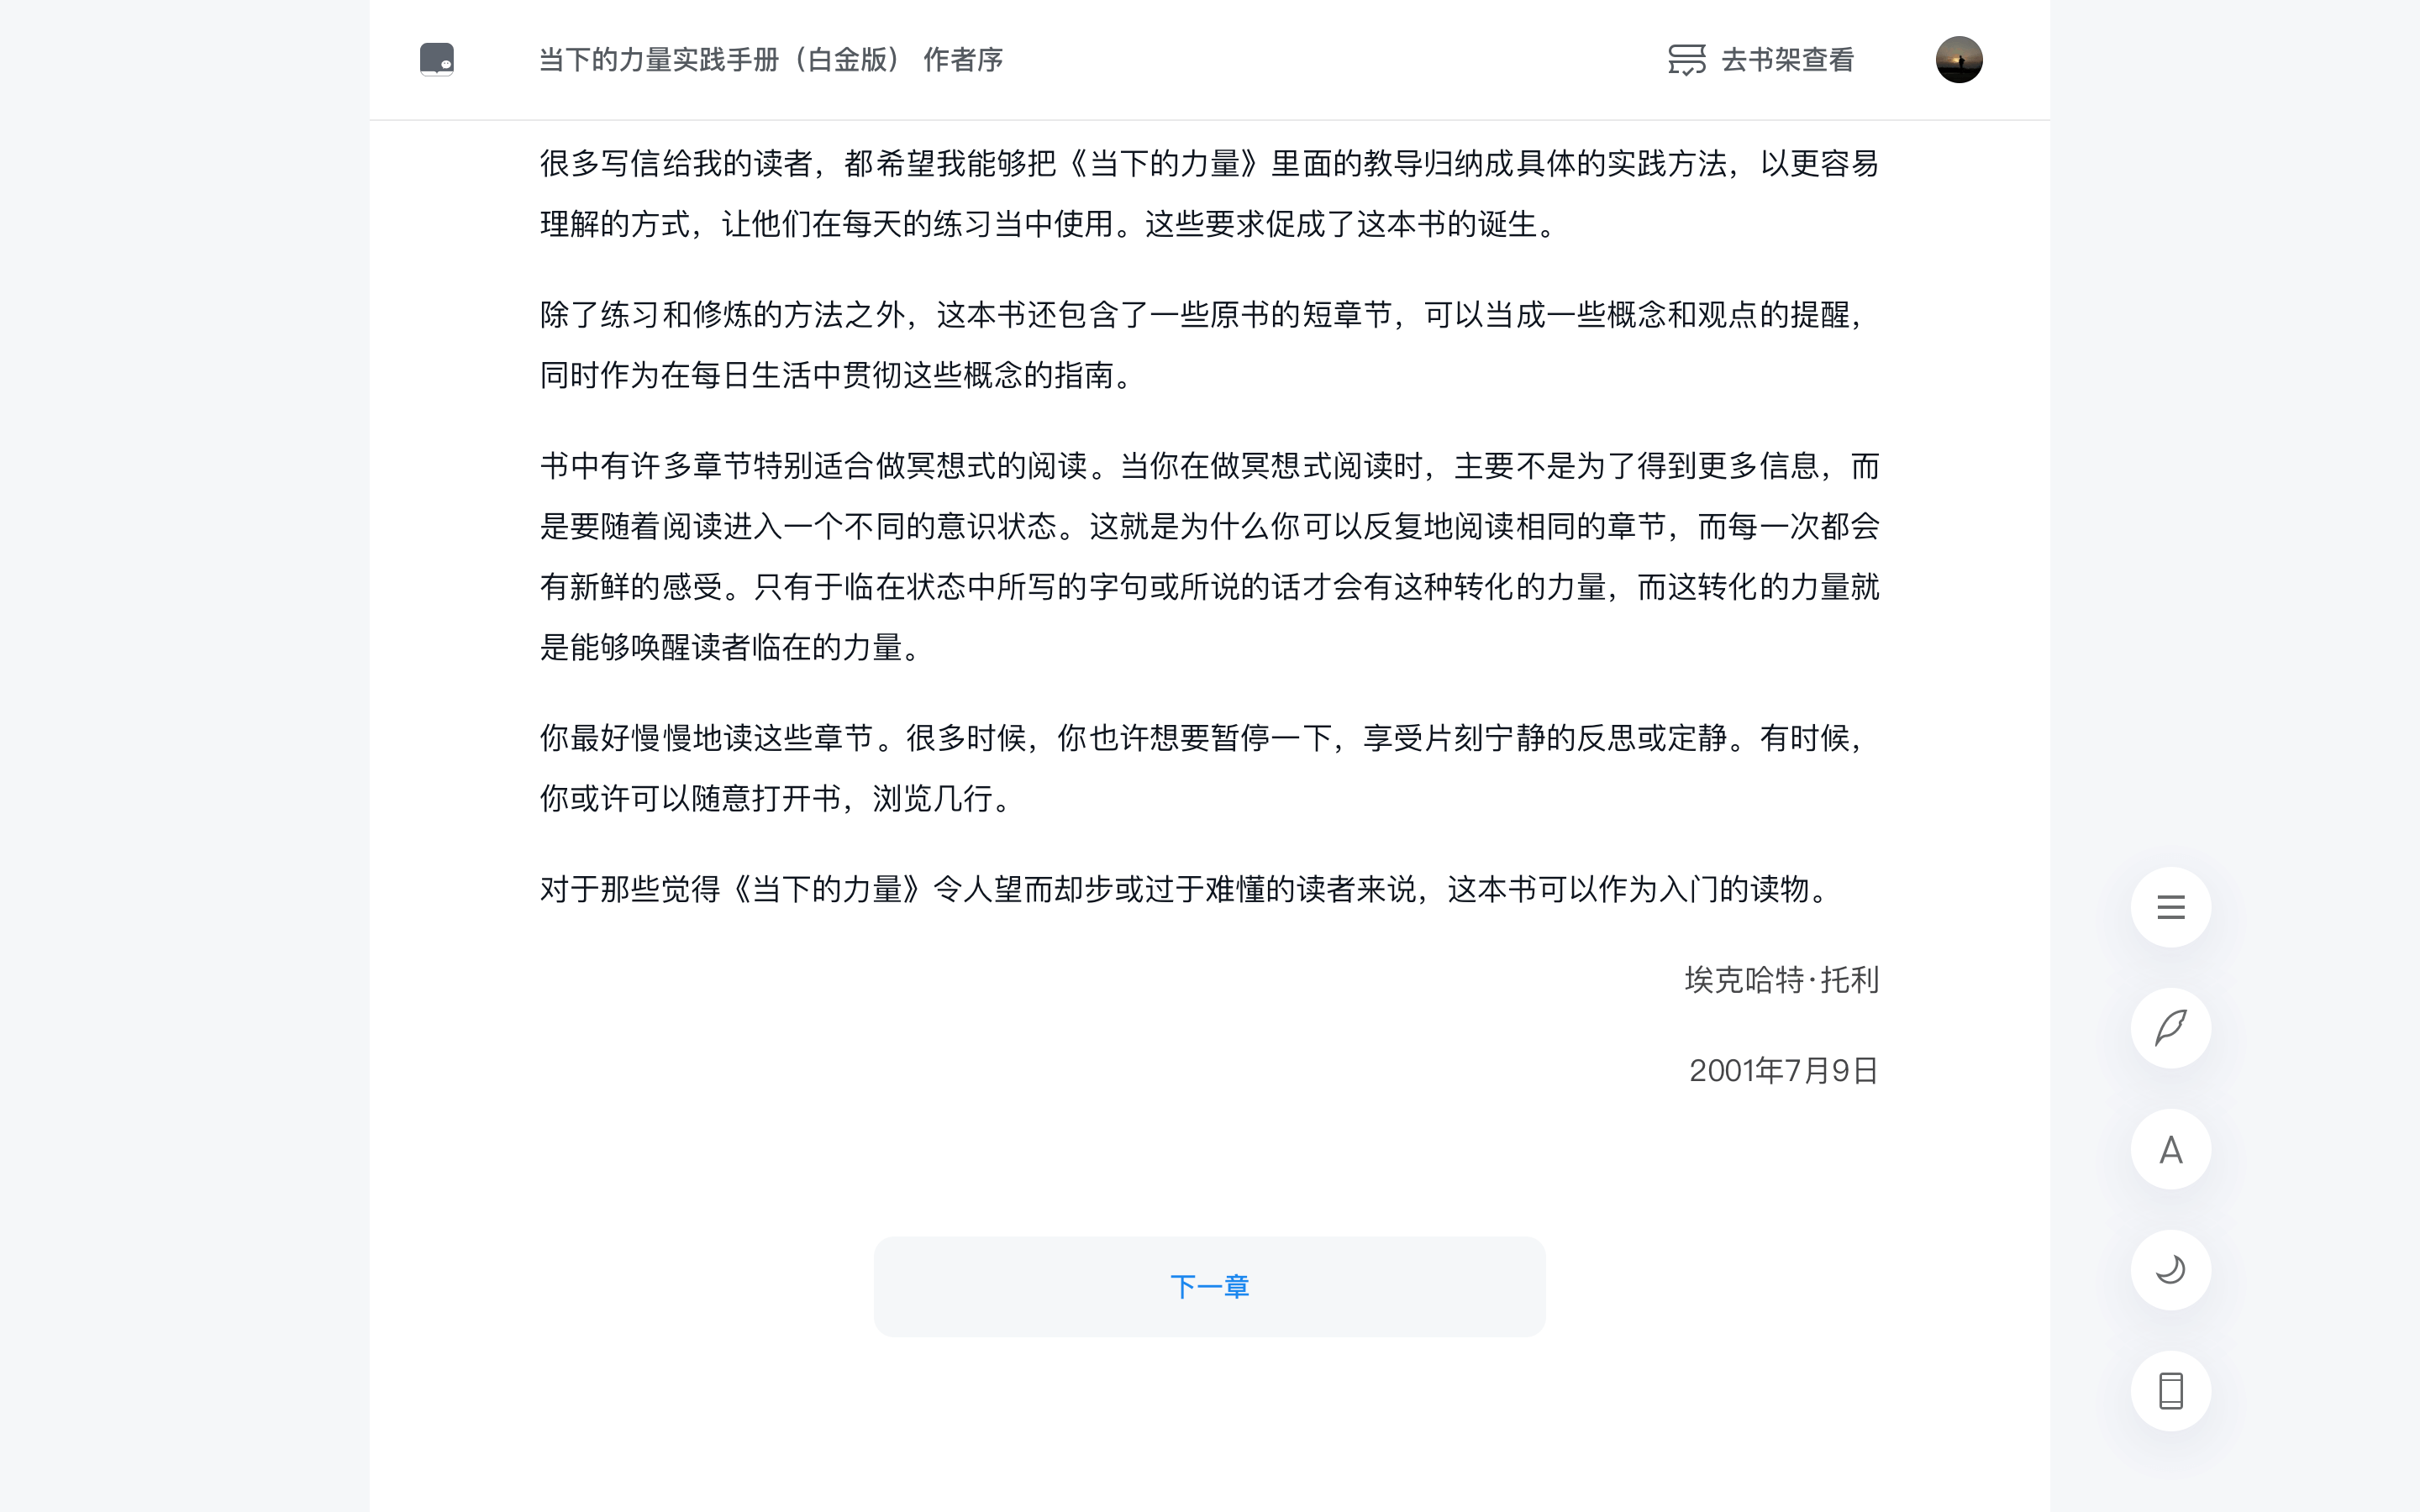 当下的力量实践手册（白金版） 作者序
去书架查看
很多写信给我的读者，都希望我能够把《当下的力量》里面的教导归纳成具体的实践方法，以更容易
理解的方式，让他们在每天的练习当中使用。这些要求促成了这本书的诞生。
除了练习和修炼的方法之外，这本书还包含了一些原书的短章节，可以当成一些概念和观点的提醒，
同时作为在每日生活中贯彻这些概念的指南。
书中有许多章节特别适合做冥想式的阅读。当你在做冥想式阅读时，主要不是为了得到更多信息，而
是要随着阅读进入一个不同的意识状态。这就是为什么你可以反复地阅读相同的章节，而每一次都会
有新鲜的感受。只有于临在状态中所写的字句或所说的话才会有这种转化的力量，而这转化的力量就
是能够唤醒读者临在的力量。
你最好慢慢地读这些章节。很多时候，你也许想要暂停一下，享受片刻宁静的反思或定静。有时候，
你或许可以随意打开书，浏览几行。
对于那些觉得《当下的力量》令人望而却步或过于难懂的读者来说，这本书可以作为入门的读物。
埃克哈特·托利
2001年7月9日
下一章
A